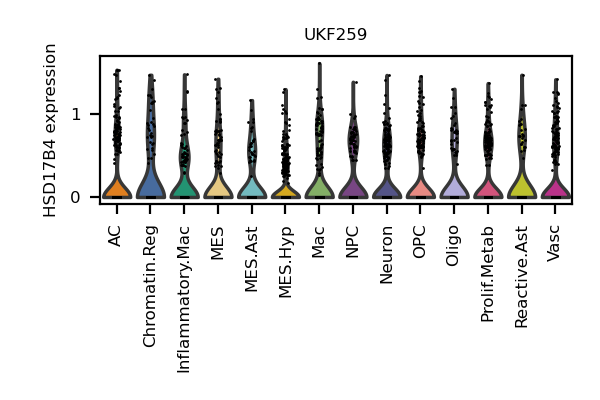 UKF259
HSD17B4 expression
1
0
AC
Chromatin.Reg
Inflammatory.Mac
MES
MES.Ast
MES.Hyp
Mac
NPC
Neuron
OPC
Oligo
Prolif.Metab
Reactive.Ast
Vasc